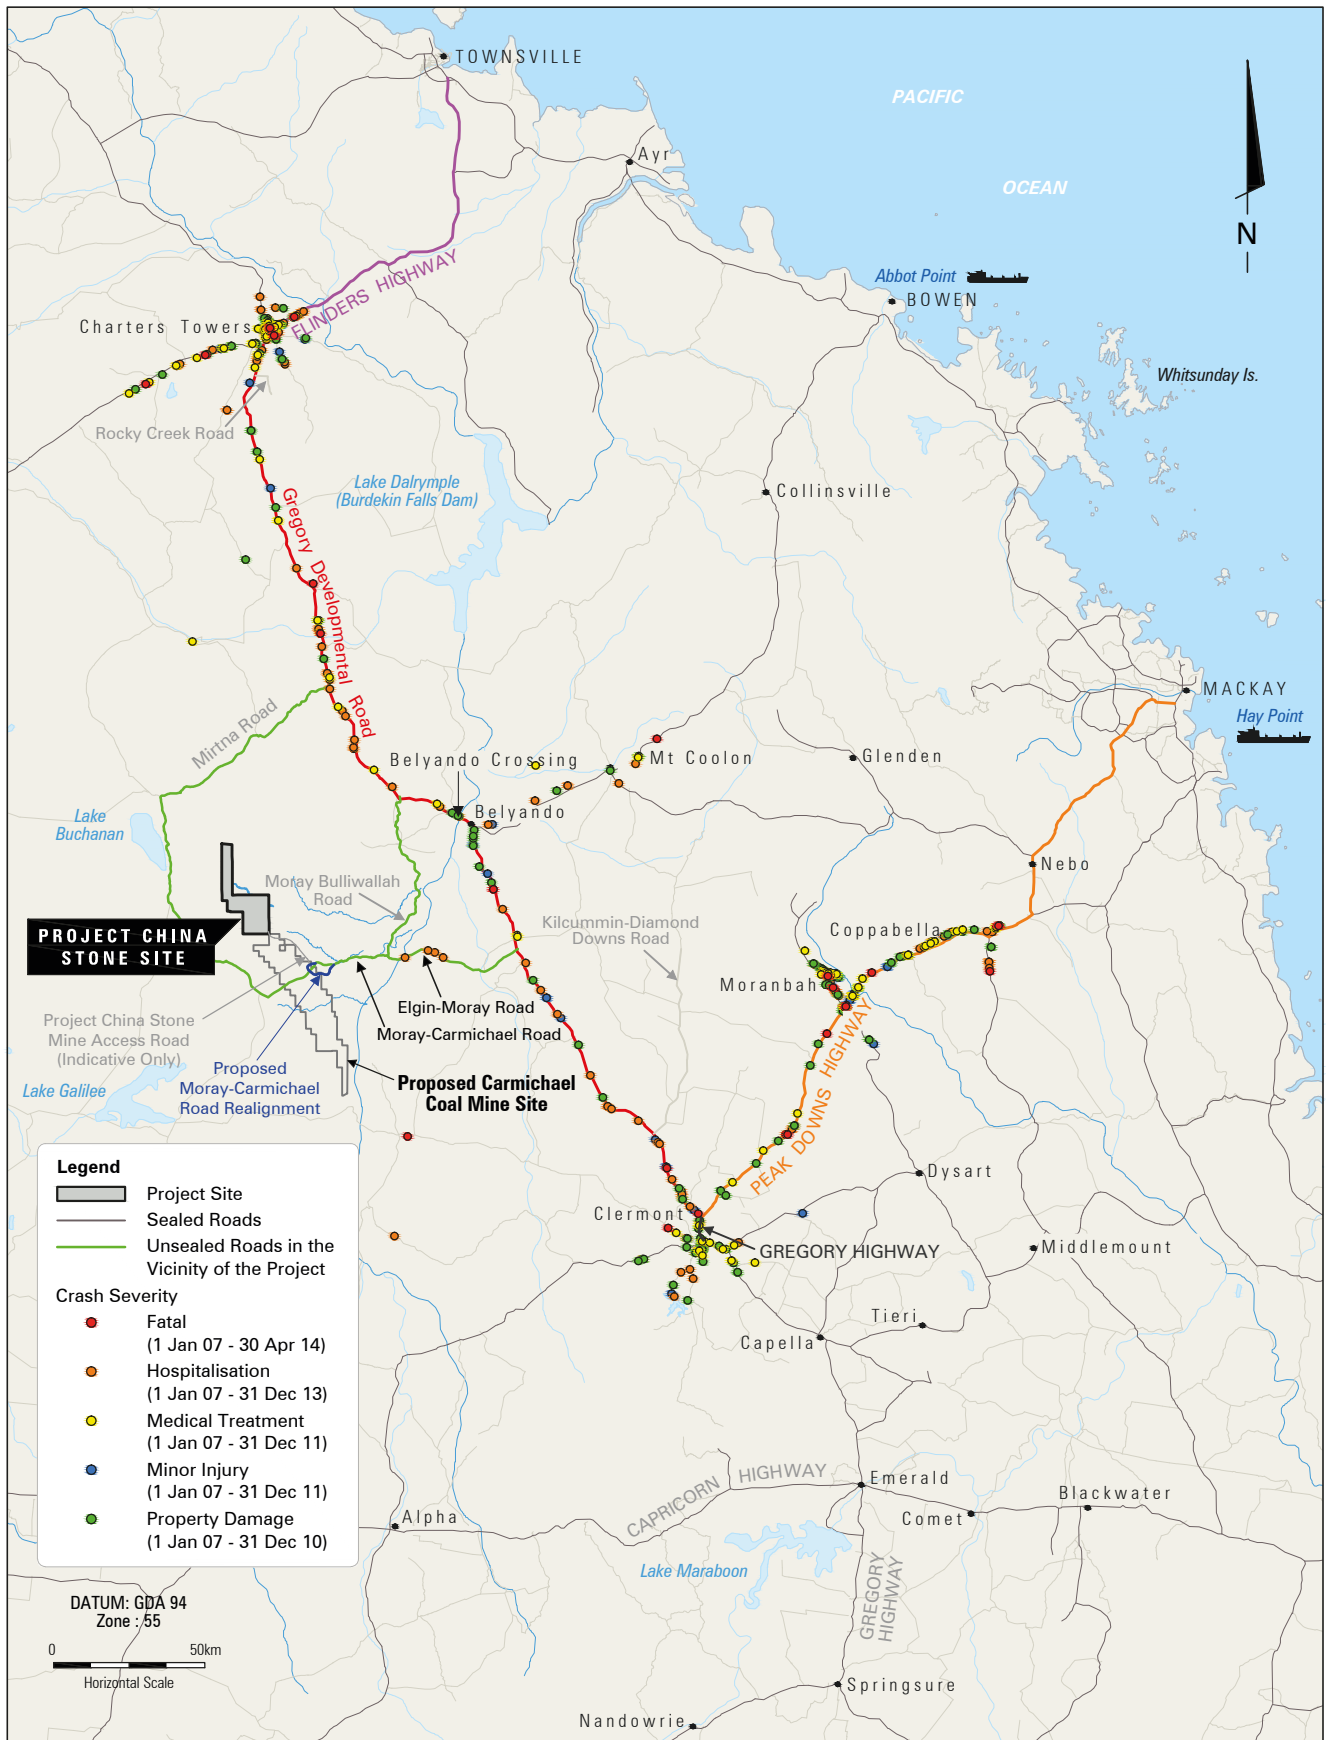 TOWNSVILLE
PACIFIC
Ayr
OCEAN
N
FLINDERS HIGHWAY
Abbot Point
BOWEN
Charters Towers
Whitsunday Is.
Rocky Creek Road
Lake Dalrymple
(Burdekin Falls Dam)
Collinsville
Gregory Developmental Road
MACKAY
Mirtna Road
Hay Point
Belyando Crossing
Mt Coolon
Glenden
Lake
Buchanan
Belyando
Nebo
Moray Bulliwallah
Road
Kilcummin-Diamond
Downs Road
Coppabella
PROJECT CHINA
STONE SITE
Moranbah
Elgin-Moray Road
Project China Stone
Mine Access Road
(Indicative Only)
Moray-Carmichael Road
Proposed
Moray-Carmichael
Road Realignment
Proposed Carmichael
Coal Mine Site
Lake Galilee
PEAK DOWNS HIGHWAY
Dysart
Clermont
GREGORY HIGHWAY
Middlemount
Tieri
Capella
Legend
Project Site
Sealed Roads
Unsealed Roads in the
Vicinity of the Project
Crash Severity
Fatal
(1 Jan 07 - 30 Apr 14)
Hospitalisation
(1 Jan 07 - 31 Dec 13)
Medical Treatment
(1 Jan 07 - 31 Dec 11)
Minor Injury
(1 Jan 07 - 31 Dec 11)
Property Damage
(1 Jan 07 - 31 Dec 10)
CAPRICORN HIGHWAY
Emerald
Blackwater
Comet
Alpha
Lake Maraboon
GREGORY
HIGHWAY
DATUM: GDA 94
Zone : 55
0 50km
Horizontal Scale
Springsure
Nandowrie